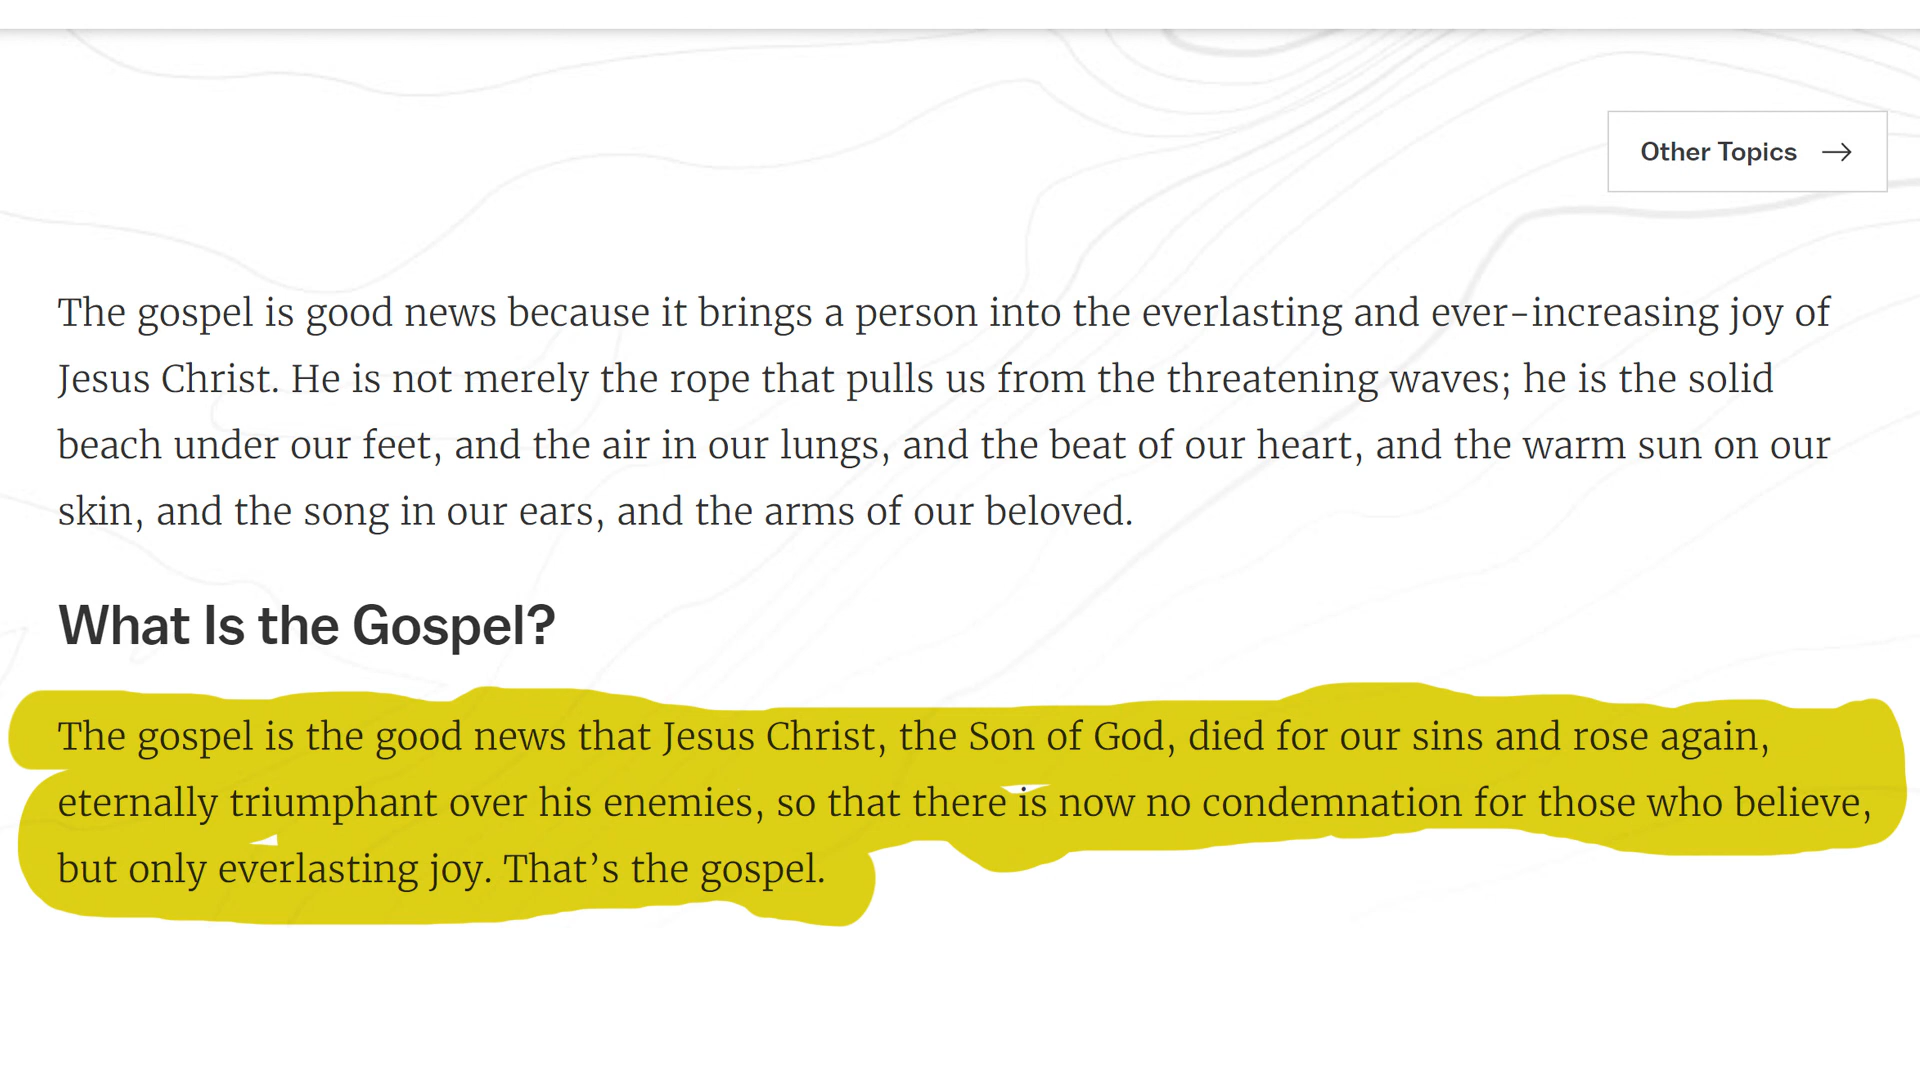 Other Topics →
The gospel is good news because it brings a person into the everlasting and ever-increasing joy of
Jesus Christ. He is not merely the rope that pulls us from the threatening waves; he is the solid
beach under our feet, and the air in our lungs, and the beat of our heart, and the warm sun on our
skin, and the song in our ears, and the arms of our beloved.
What Is the Gospel?
The gospel is the good news that Jesus Christ, the Son of God, died for our sins and rose again,
eternally triumphant over his enemies, so that there is now no condemnation for those who believe,
but only everlasting joy. That’s the gospel.